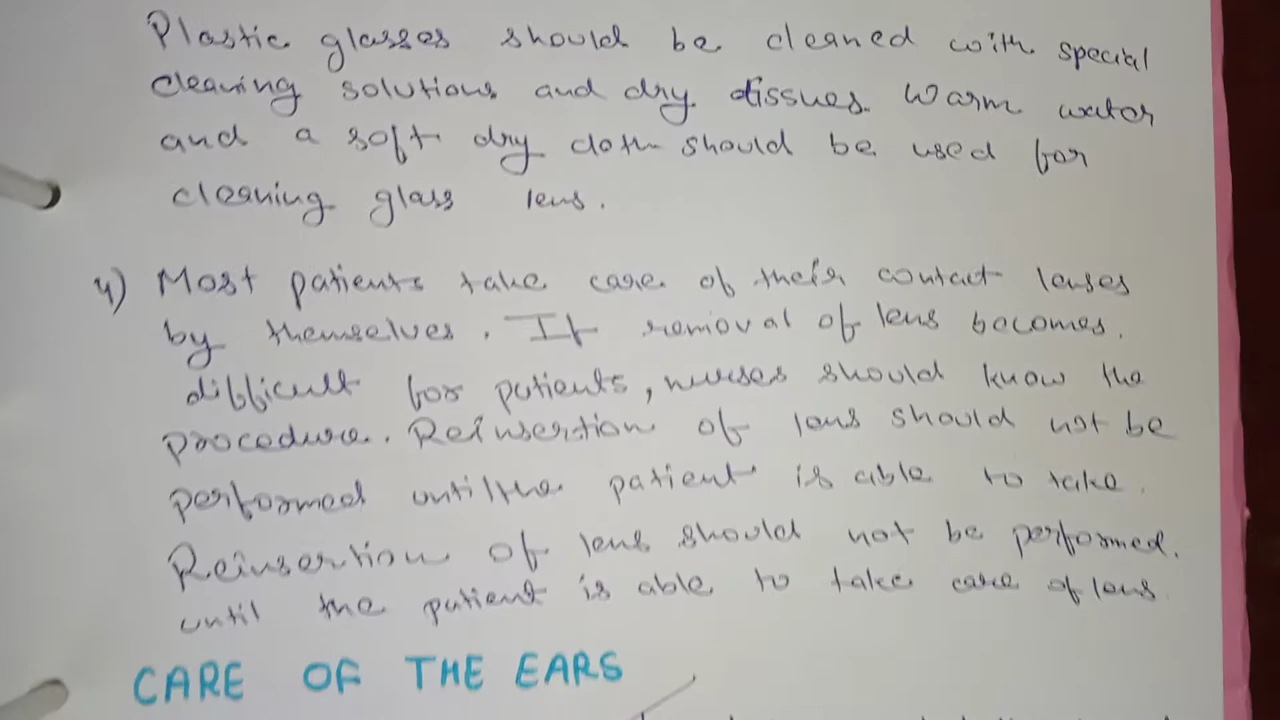 Plastic glasses should be cleaned with special
cleaning solutions and dry tissues. Warm water
and a soft dry cloth should be used for
cleaning glass lens.
4) Most patients take care of their contact lenses
by themselves. If removal of lens becomes.
difficult for patients, nurses should know the
procedure. Reinsertion of lens should not be
performed until the patient is able to take.
Reinsertion of lens should not be performed.
until the patient is able to take care of lens
CARE OF THE EARS